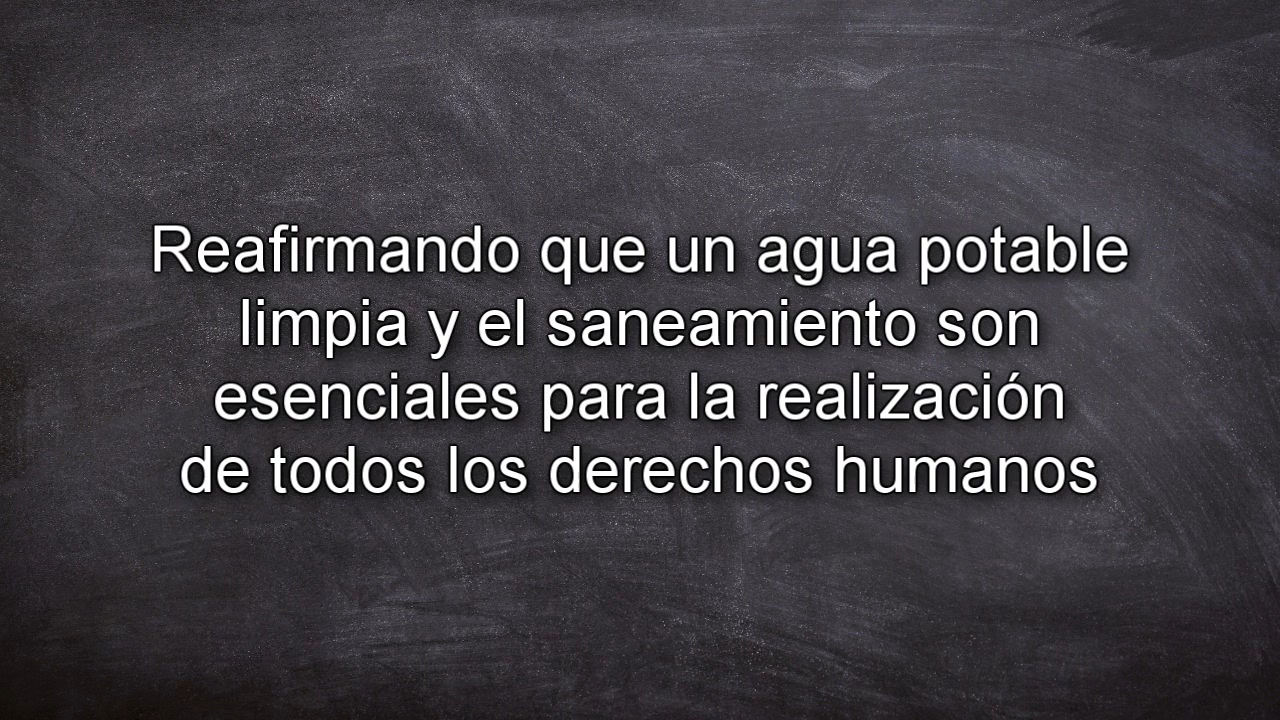 Reafirmando que un agua potable
limpia y el saneamiento son
esenciales para la realización
de todos los derechos humanos